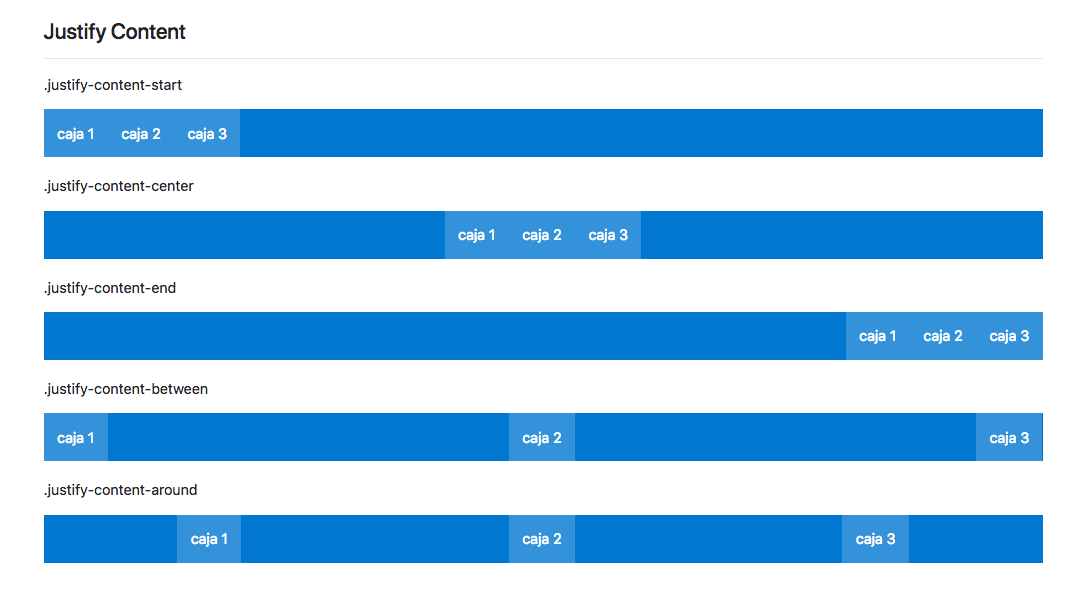 Justify Content
.justify-content-start
caja 1 caja 2 caja 3
.justify-content-center
caja 1 caja 2 caja 3
.justify-content-end
caja 1 caja 2 caja 3
.justify-content-between
caja 1 caja 2 caja 3
.justify-content-around
caja 1 caja 2 caja 3